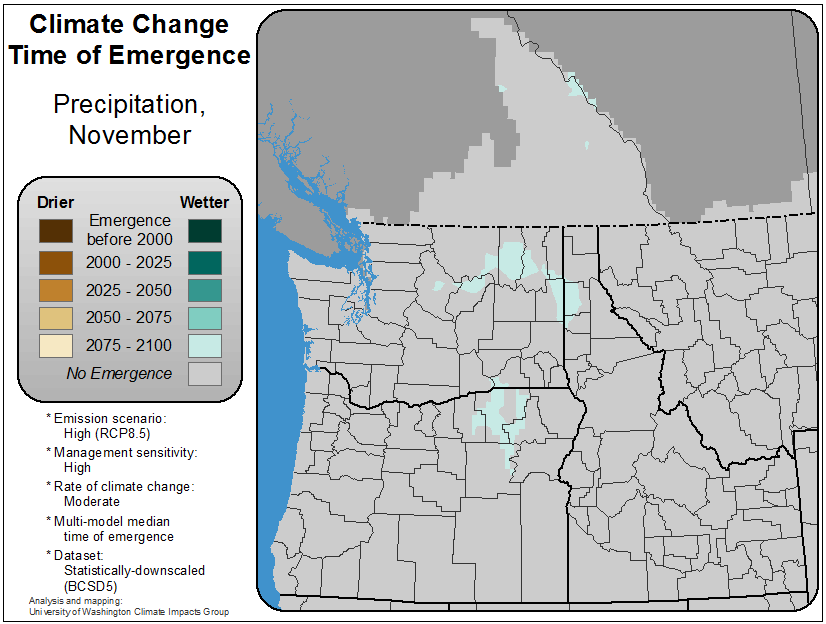 Climate Change
Time of Emergence
Precipitation,
November
Drier Wetter
Emergence
before 2000
2000 - 2025
2025 - 2050
2050 - 2075
2075 - 2100
No Emergence
* Emission scenario:
High (RCP8.5)
* Management sensitivity:
High
* Rate of climate change:
Moderate
* Multi-model median
time of emergence
* Dataset:
Statistically-downscaled
(BCSD5)
Analysis and mapping:
University of Washington Climate Impacts Group